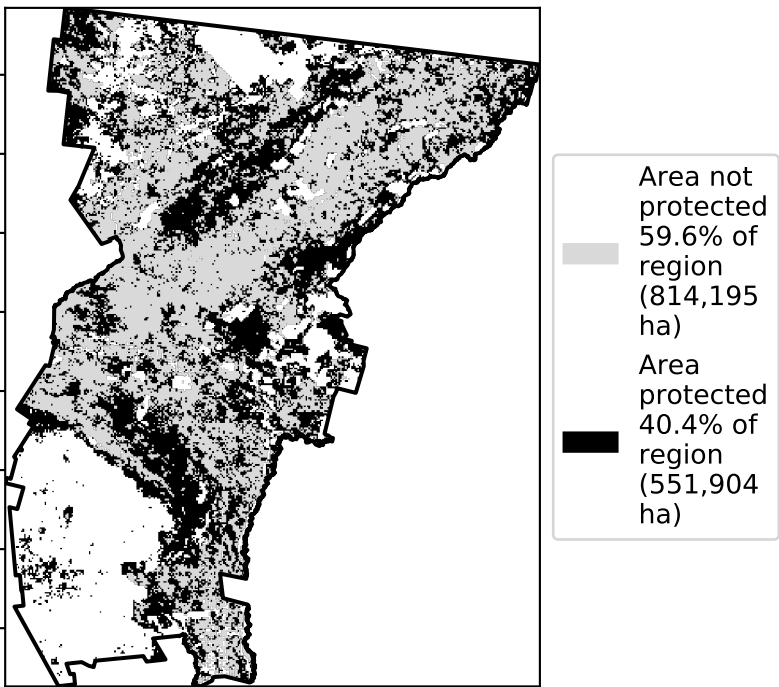 Area not
protected
59.6% of
region
(814,195
ha)
Area
protected
40.4% of
region
(551,904
ha)